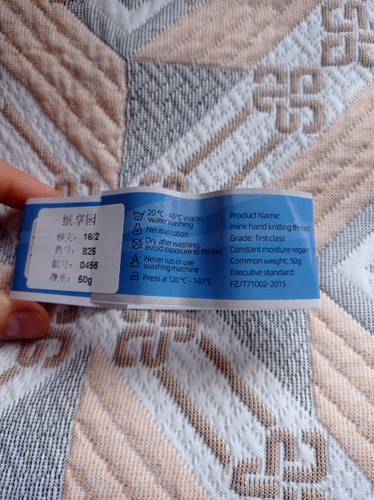 纸享
纱支: 16/2
色号: 825
缸号: 0456
净重: 50g
20℃-40℃ warm
water washing
Neutral Lotion
Dry after washing,
avoid exposure to the sun
Never rub or use
washing machine
Press at 120℃ - 140℃
Product Name:
mink hand knitting thread
Grade: first class
Constant moisture regain
Common weight: 50g
Executive standard:
FZ/T71002-2015